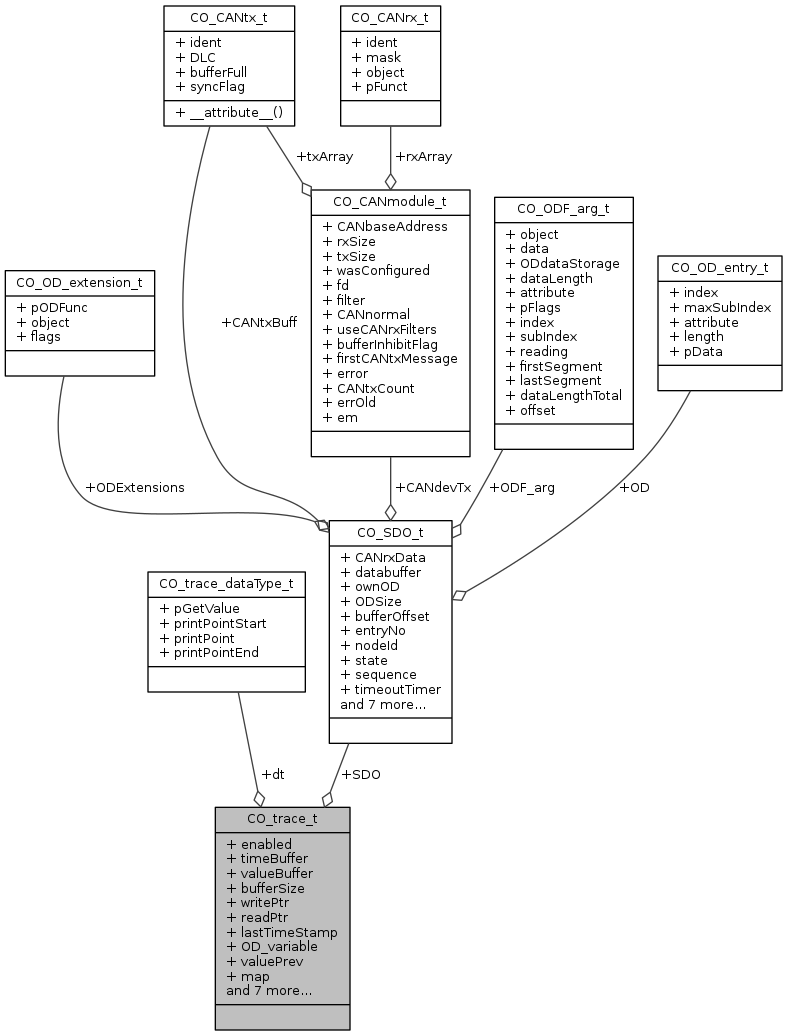 CO_CANtx_t
+ ident
+ DLC
+ bufferFull
+ syncFlag
+ __attribute__()
CO_CANrx_t
+ ident
+ mask
+ object
+ pFunct
+txArray
+rxArray
CO_CANmodule_t
+ CANbaseAddress
+ rxSize
+ txSize
+ wasConfigured
+ fd
+ filter
+ CANnormal
+ useCANrxFilters
+ bufferInhibitFlag
+ firstCANtxMessage
+ error
+ CANtxCount
+ errOld
+ em
CO_ODF_arg_t
+ object
+ data
+ ODdataStorage
+ dataLength
+ attribute
+ pFlags
+ index
+ subIndex
+ reading
+ firstSegment
+ lastSegment
+ dataLengthTotal
+ offset
CO_OD_entry_t
+ index
+ maxSubIndex
+ attribute
+ length
+ pData
CO_OD_extension_t
+ pODFunc
+ object
+ flags
+CANtxBuff
+ODExtensions
+CANdevTx
+ODF_arg
+OD
CO_SDO_t
+ CANrxData
+ databuffer
+ ownOD
+ ODSize
+ bufferOffset
+ entryNo
+ nodeId
+ state
+ sequence
+ timeoutTimer
and 7 more...
CO_trace_dataType_t
+ pGetValue
+ printPointStart
+ printPoint
+ printPointEnd
+dt
+SDO
CO_trace_t
+ enabled
+ timeBuffer
+ valueBuffer
+ bufferSize
+ writePtr
+ readPtr
+ lastTimeStamp
+ OD_variable
+ valuePrev
+ map
and 7 more...